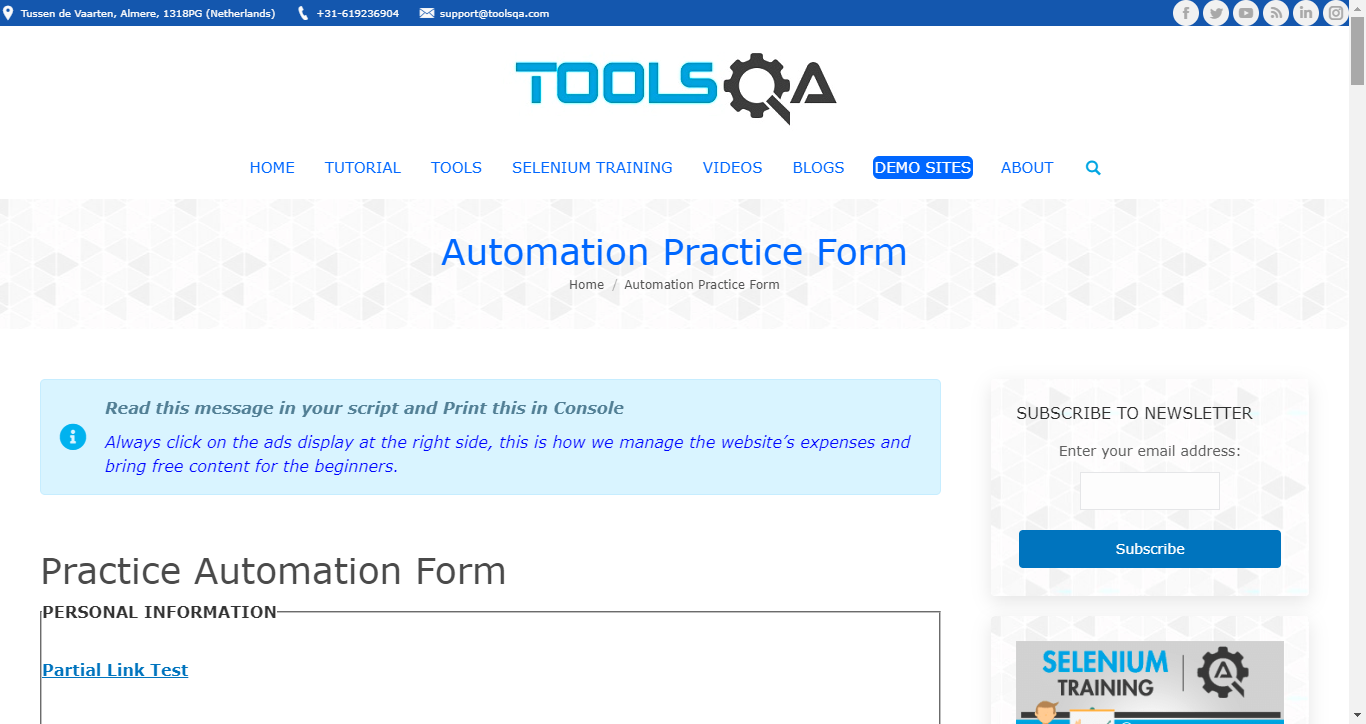 Tussen de Vaarten, Almere, 1318PG (Netherlands) +31-619236904 support@toolsqa.com
TOOLSQA
HOME TUTORIAL TOOLS SELENIUM TRAINING VIDEOS BLOGS DEMO SITES ABOUT
Automation Practice Form
Home / Automation Practice Form
Read this message in your script and Print this in Console
Always click on the ads display at the right side, this is how we manage the website’s expenses and
bring free content for the beginners.
Practice Automation Form
PERSONAL INFORMATION
Partial Link Test
SUBSCRIBE TO NEWSLETTER
Enter your email address:
Subscribe
SELENIUM
TRAINING